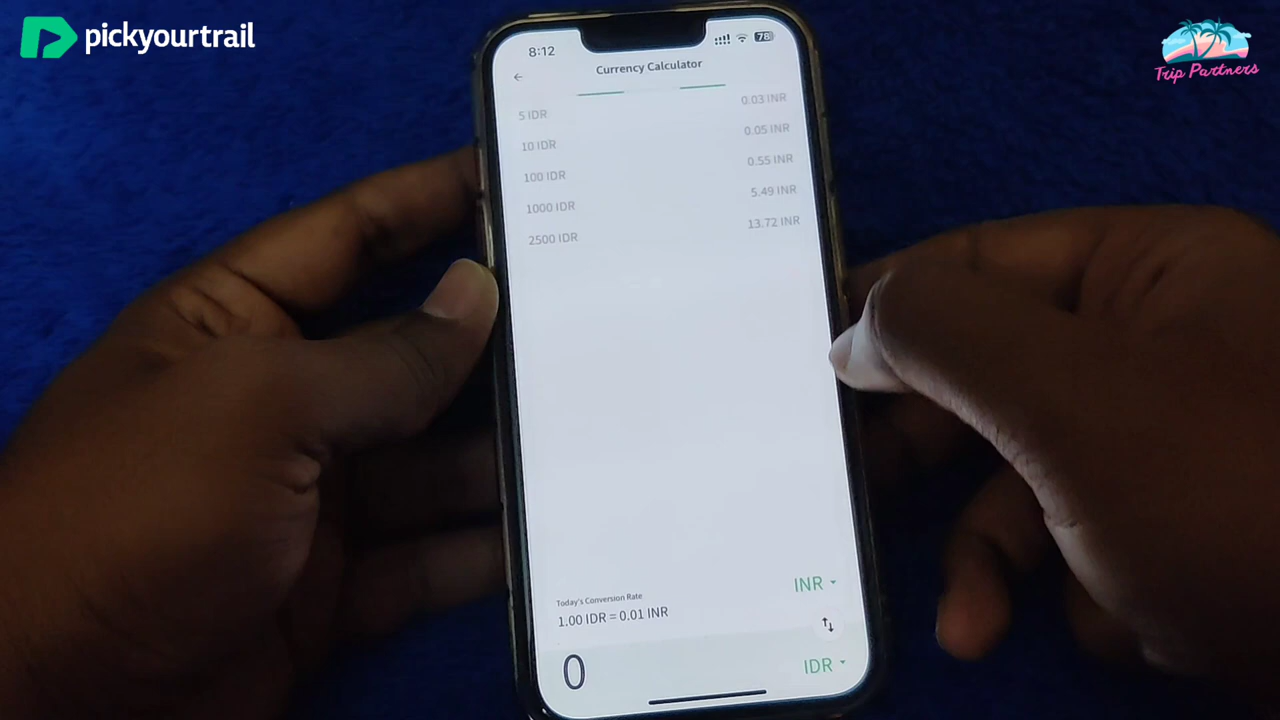 pickyourtrail
Trip Partners
8:12
78
Currency Calculator
5 IDR 0.03 INR
10 IDR 0.05 INR
100 IDR 0.55 INR
1000 IDR 5.49 INR
2500 IDR 13.72 INR
INR
Today's Conversion Rate
1.00 IDR = 0.01 INR
0 IDR